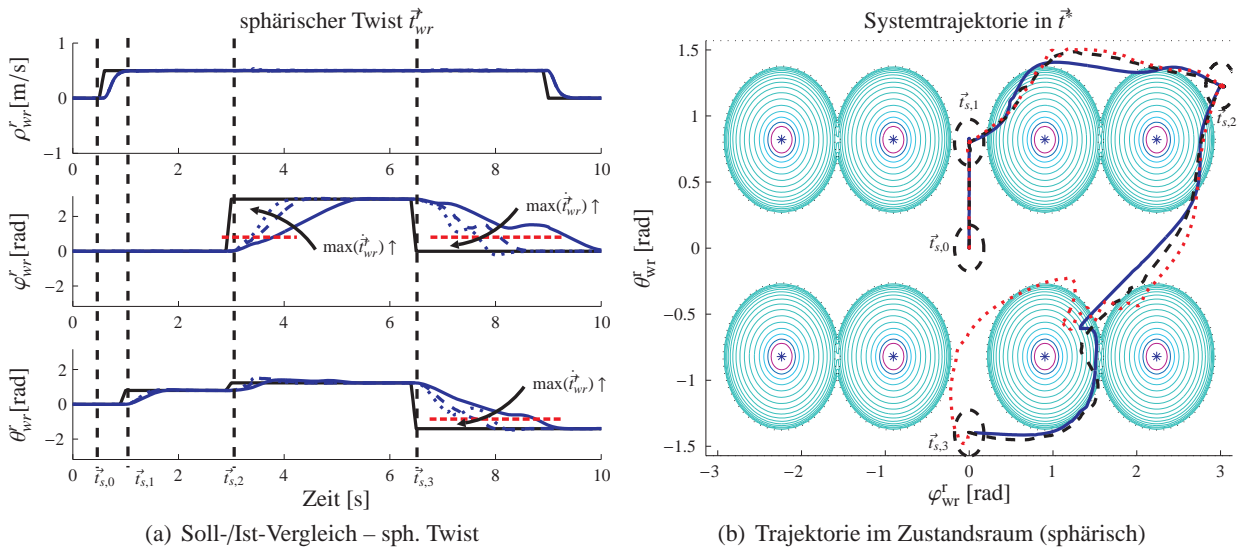 sphärischer Twist t⃗*wr
1
0
-1
ρʳwr [m/s]
0 2 4 6 8 10
2
0
-2
φʳwr [rad]
max(ṫ⃗*wr) ↑
max(ṫ⃗*wr) ↑
0 2 4 6 8 10
2
0
-2
θʳwr [rad]
max(ṫ⃗*wr) ↑
0 2 4 6 8 10
t⃗s,0 t⃗s,1 t⃗s,2 t⃗s,3
Zeit [s]
(a) Soll-/Ist-Vergleich – sph. Twist
Systemtrajektorie in t⃗*
1.5
1
0.5
0
-0.5
-1
-1.5
θʳwr [rad]
t⃗s,1
t⃗s,2
t⃗s,0
t⃗s,3
-3 -2 -1 0 1 2 3
φʳwr [rad]
(b) Trajektorie im Zustandsraum (sphärisch)